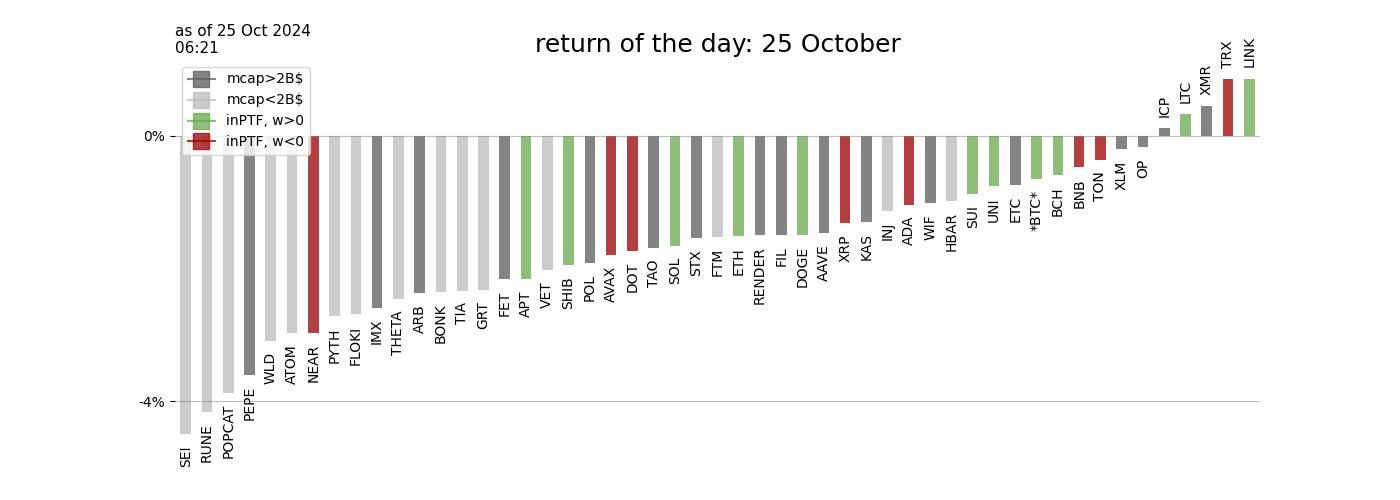 as of 25 Oct 2024
06:21
return of the day: 25 October
mcap>2B$
mcap<2B$
inPTF, w>0
inPTF, w<0
0%
-4%
SEI
RUNE
POPCAT
PEPE
WLD
ATOM
NEAR
PYTH
FLOKI
IMX
THETA
ARB
BONK
TIA
GRT
FET
APT
VET
SHIB
POL
AVAX
DOT
TAO
SOL
STX
FTM
ETH
RENDER
FIL
DOGE
AAVE
XRP
KAS
INJ
ADA
WIF
HBAR
SUI
UNI
ETC
*BTC*
BCH
BNB
TON
XLM
OP
ICP
LTC
XMR
TRX
LINK